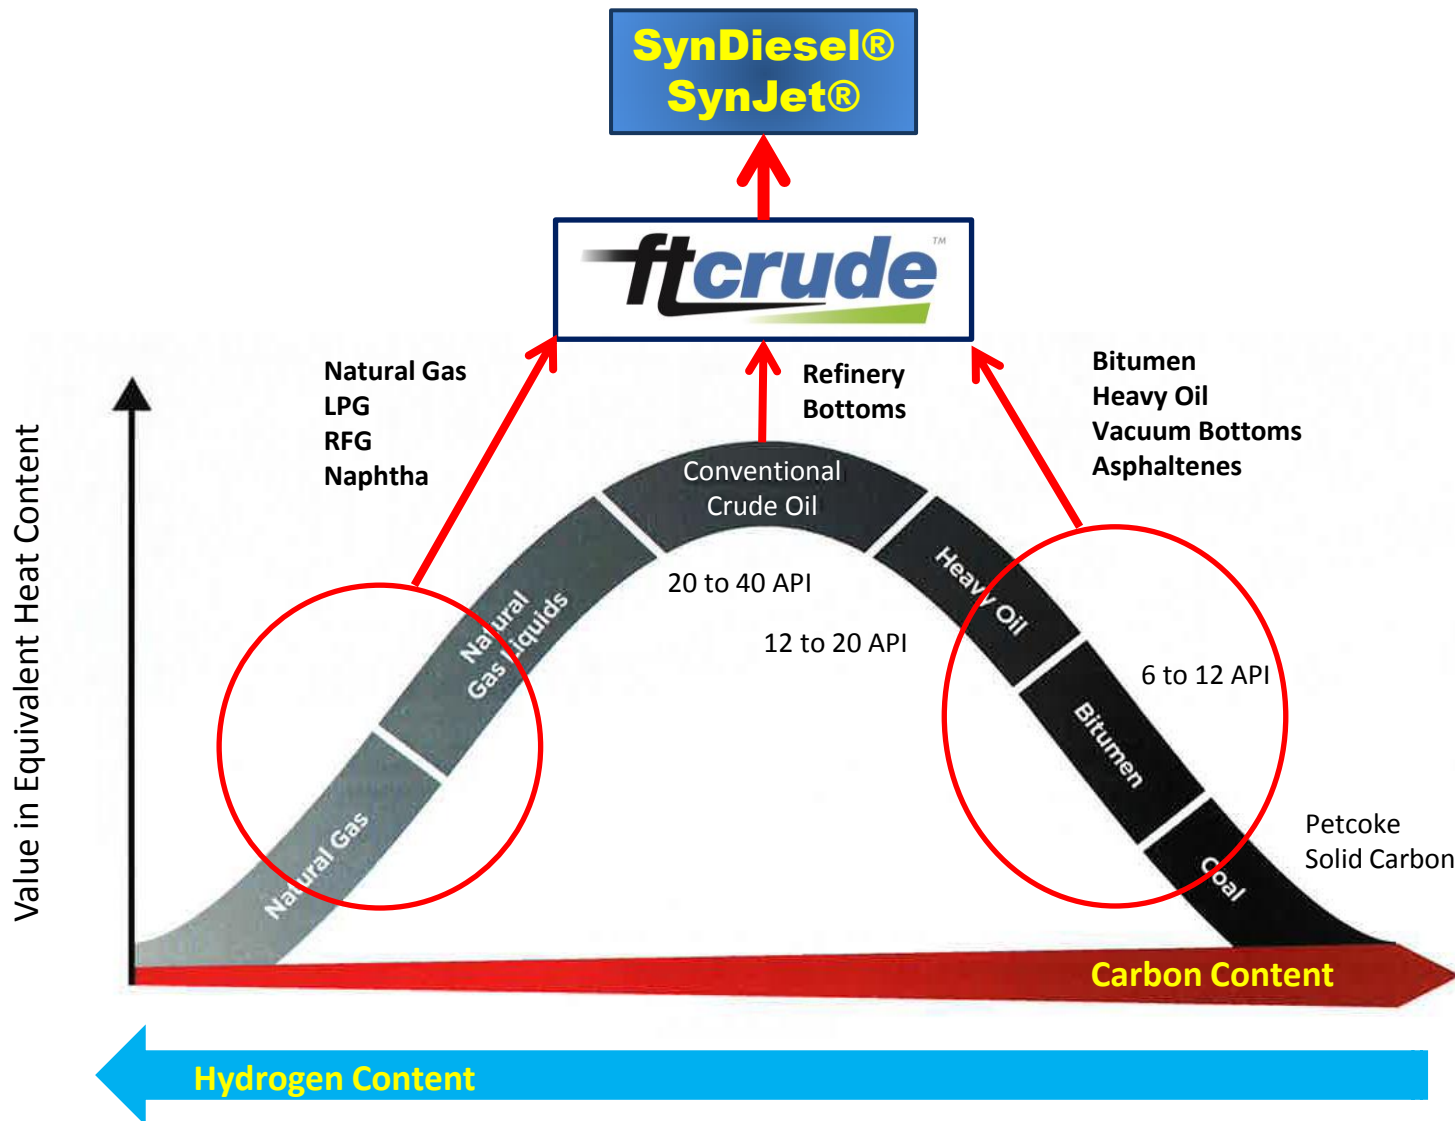 SynDiesel®
SynJet®
ftcrude™
Natural Gas
LPG
RFG
Naphtha
Refinery
Bottoms
Bitumen
Heavy Oil
Vacuum Bottoms
Asphaltenes
Value in Equivalent Heat Content
Conventional
Crude Oil
Natural
Gas Liquids
Natural Gas
Heavy Oil
Bitumen
Coal
20 to 40 API
12 to 20 API
6 to 12 API
Petcoke
Solid Carbon
Carbon Content
Hydrogen Content